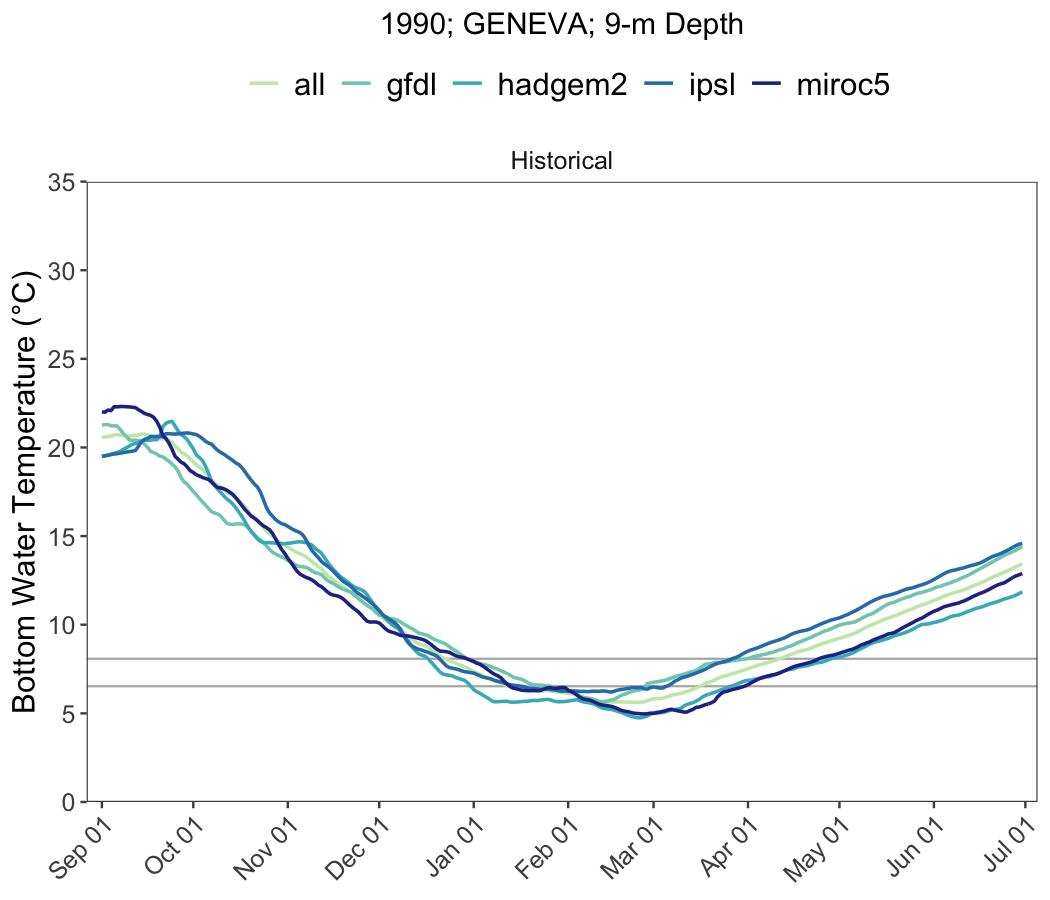 1990; GENEVA; 9-m Depth
all gfdl hadgem2 ipsl miroc5
Historical
Bottom Water Temperature (°C)
35
30
25
20
15
10
5
0
Sep 01 Oct 01 Nov 01 Dec 01 Jan 01 Feb 01 Mar 01 Apr 01 May 01 Jun 01 Jul 01